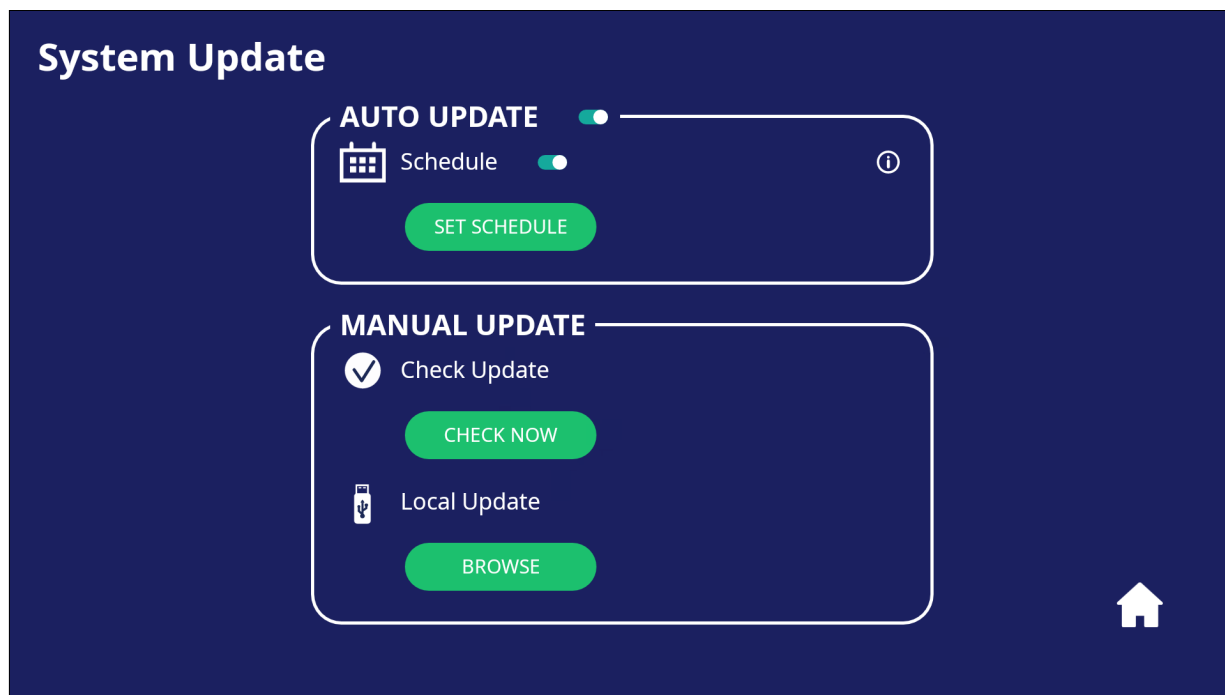 System Update
AUTO UPDATE
Schedule
SET SCHEDULE
MANUAL UPDATE
Check Update
CHECK NOW
Local Update
BROWSE